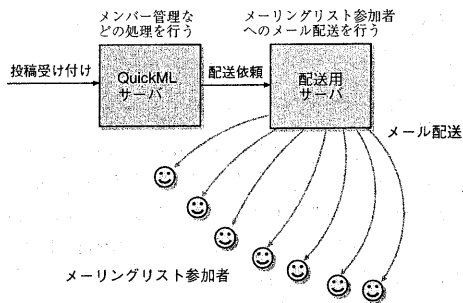 メンバー管理な
どの処理を行う
メーリングリスト参加者
へのメール配送を行う
投稿受け付け
QuickML
サーバ
配送依頼
配送用
サーバ
メール配送
メーリングリスト参加者